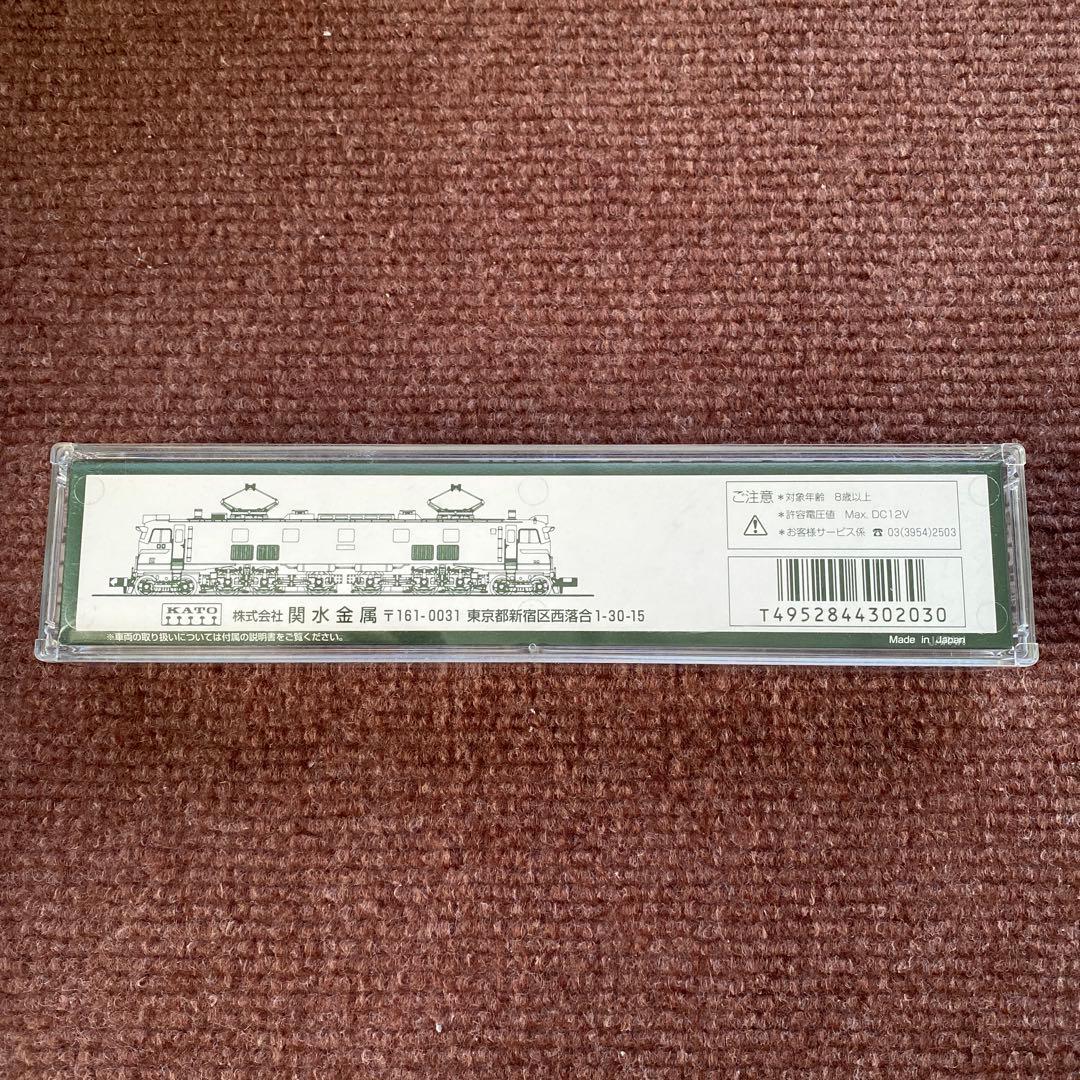 ご注意 *対象年齢 8歳以上
*許容電圧値 Max. DC12V
*お客様サービス係 ☎ 03(3954)2503
KATO 株式会社 関水金属 〒161-0031 東京都新宿区西落合1-30-15
T4952844302030
※車両の取り扱いについては付属の説明書をご覧ください。
Made in Japan